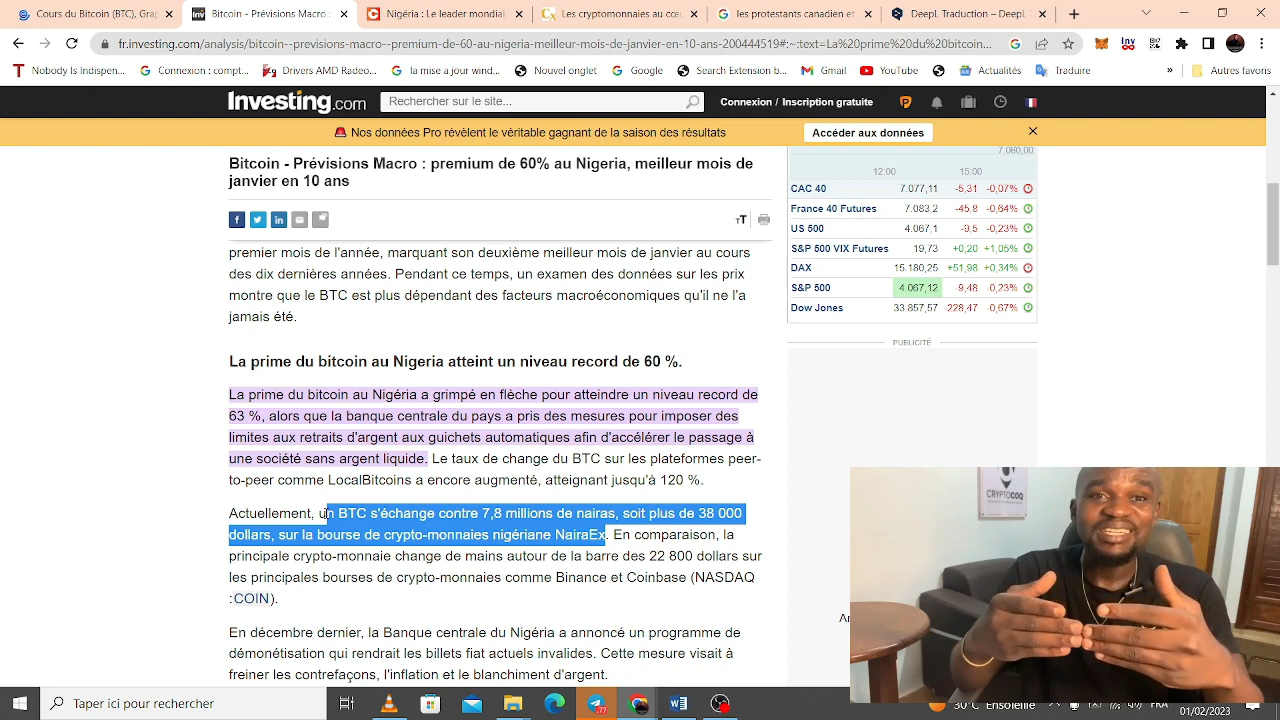 [BTC], Grap
Bitcoin - Pré
le marché mondial
(Les cryptomonnaie au cœ
les protestations au
DeepL Traduction – DeepL T
fr.investing.com/analysis/bitcoin--previsions-macro--premium-de-60-au-nigeria-meilleur-mois-de-janvier-en-10-ans-200444519#:~:text=La%20prime%20du%20bitcoin...
Nobody Is Indepen...
Connexion compt...
Drivers AMD Radeo...
la mise a jour wind...
Nouvel onglet
Google
Gmail
YouTube
Actualités
Traduire
»
Autres favoris
Investing.com
Rechercher sur le site...
Connexion / Inscription gratuite
Nos données Pro révèlent le véritable gagnant de la saison des résultats
Accéder aux données
Bitcoin - Prévisions Macro : premium de 60% au Nigeria, meilleur mois de
janvier en 10 ans
premier mois de l'année, marquant son deuxième meilleur mois de janvier au cours
des dix dernières années. Pendant ce temps, un examen des données sur les prix
montre que le BTC est plus dépendant des facteurs macroéconomiques qu'il ne l'a
jamais été.
La prime du bitcoin au Nigeria atteint un niveau record de 60 %.
La prime du bitcoin au Nigéria a grimpé en flèche pour atteindre un niveau record de
63 %, alors que la banque centrale du pays a pris des mesures pour imposer des
limites aux retraits d'argent aux guichets automatiques afin d'accélérer le passage à
une société sans argent liquide. Le taux de change du BTC sur les plateformes peer-
to-peer comme LocalBitcoins a encore augmenté, atteignant jusqu'à 120 %.
Actuellement, un BTC s'échange contre 7,8 millions de nairas, soit plus de 38 000
dollars, sur la bourse de crypto-monnaies nigériane NairaEx. En comparaison, la
principale crypto-monnaie change de mains autour de la barre des 22 800 dollars sur
les principales bourses de crypto-monnaies comme Binance et Coinbase (NASDAQ
:COIN).
En décembre dernier, la Banque centrale du Nigéria a annoncé un programme de
démonétisation qui rendrait les billets fiat actuels invalides. Cette mesure visait à
freiner les contrefaçons, l'inflation et le blanchiment d'argent.
7 060,00
12:00 15:00
CAC 40 7.077,11 -5,31 -0,07%
France 40 Futures 7.083,2 -45,8 -0,64%
US 500 4.067,1 -9,5 -0,23%
S&P 500 VIX Futures 19,73 +0,20 +1,05%
DAX 15.180,25 +51,98 +0,34%
S&P 500 4.067,12 -9,48 -0,23%
Dow Jones 33.857,57 -228,47 -0,67%
PUBLICITÉ
CRYPTOCOQ
Taper ici pour rechercher
01/02/2023